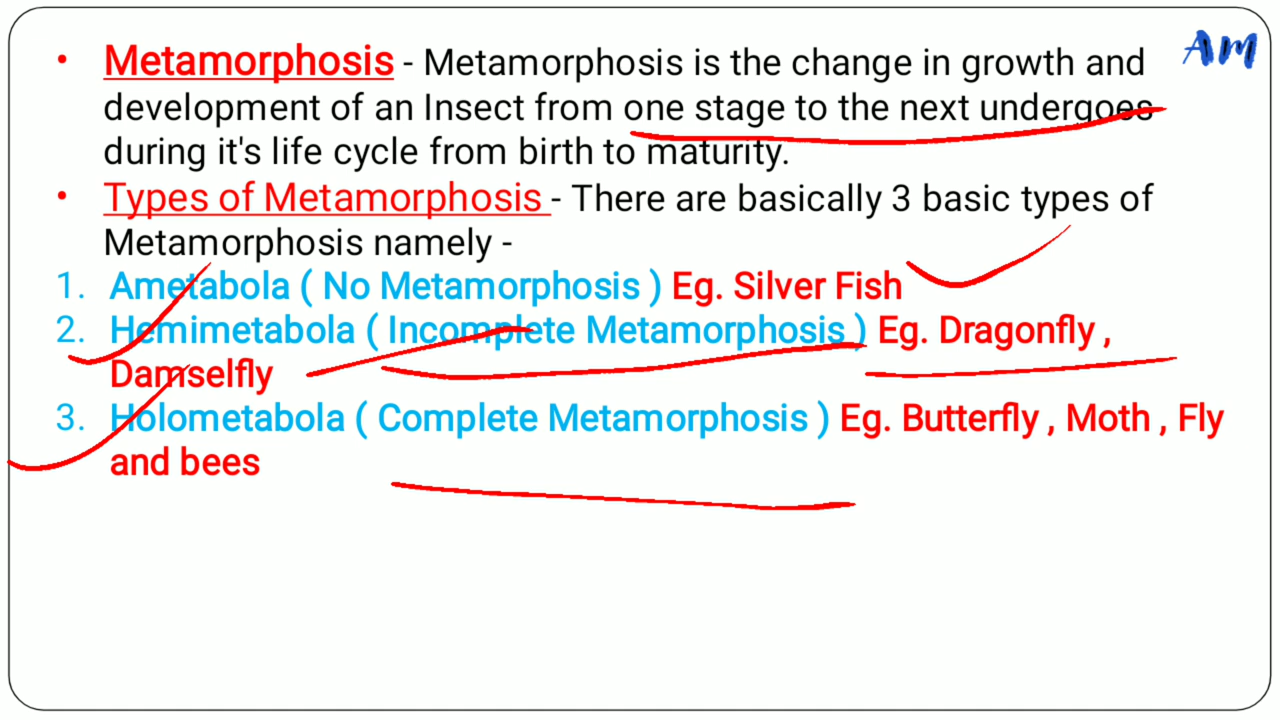 • Metamorphosis - Metamorphosis is the change in growth and
development of an Insect from one stage to the next undergoes
during it's life cycle from birth to maturity.
• Types of Metamorphosis - There are basically 3 basic types of
Metamorphosis namely -
1. Ametabola ( No Metamorphosis ) Eg. Silver Fish
2. Hemimetabola ( Incomplete Metamorphosis ) Eg. Dragonfly ,
Damselfly
3. Holometabola ( Complete Metamorphosis ) Eg. Butterfly , Moth , Fly
and bees
AM